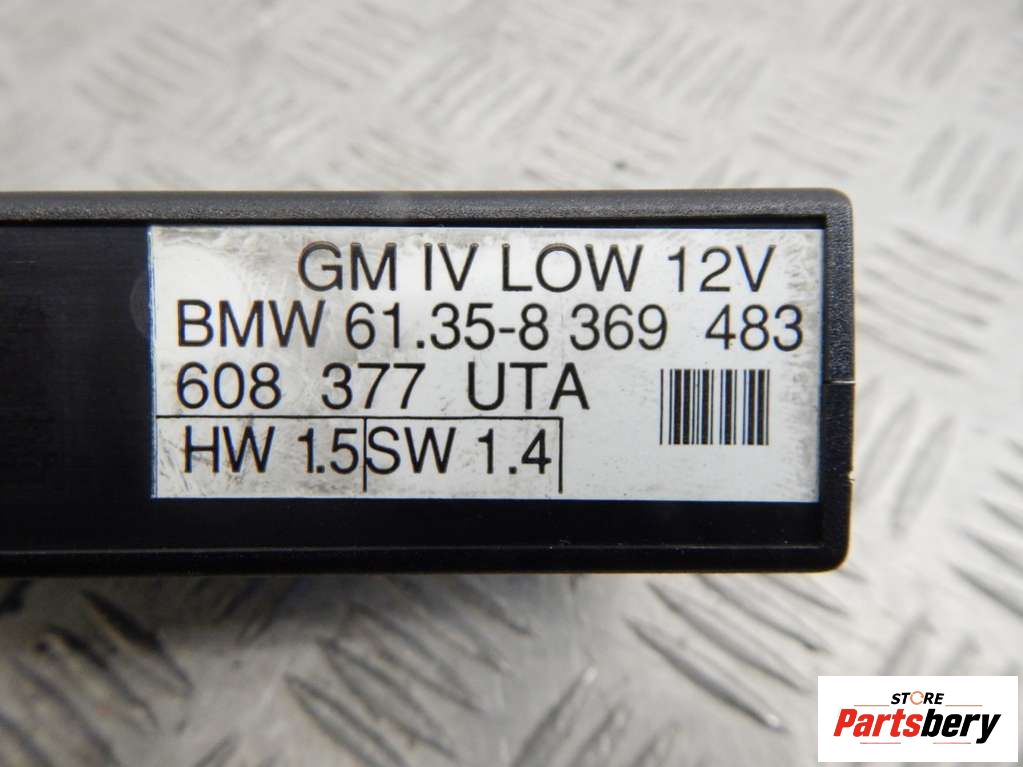 GM IV LOW 12V
BMW 61.35-8 369 483
608 377 UTA
HW 1.5 SW 1.4
STORE
Partsbery